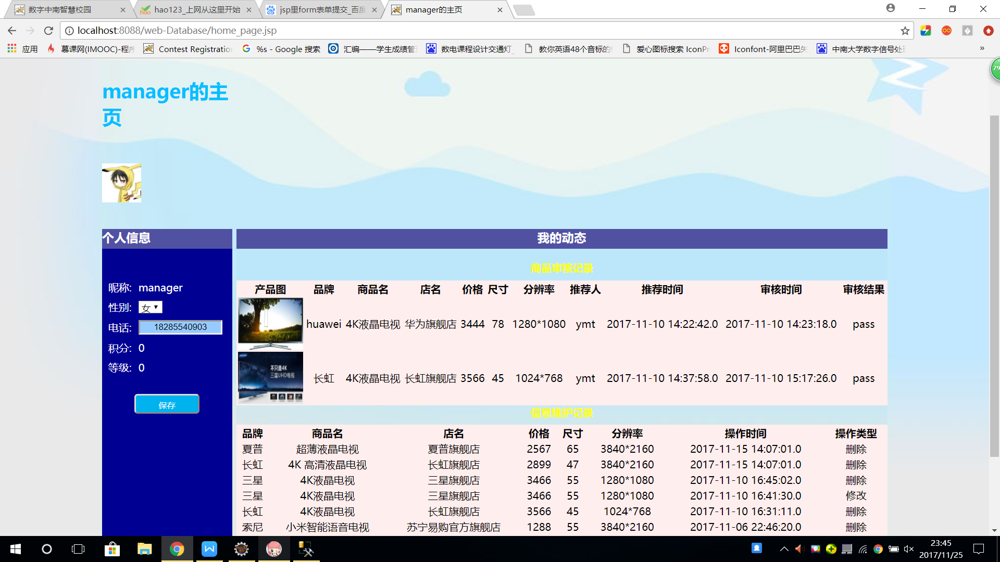 数字中南智慧校园
hao123_上网从这里开始
jsp里form表单提交_百度
manager的主页
localhost:8088/web-Database/home_page.jsp
应用
慕课网(IMOOC)-程序
Contest Registration
%s - Google 搜索
汇编——学生成绩管理
数电课程设计交通灯_
教你英语48个音标的
爱心图标搜索 IconPn
Iconfont-阿里巴巴矢
中南大学数字信号处理
79
manager的主
页
个人信息
我的动态
昵称: manager
性别: 女
电话: 18285540903
积分: 0
等级: 0
保存
商品审核记录
产品图 品牌 商品名 店名 价格 尺寸 分辨率 推荐人 推荐时间 审核时间 审核结果
huawei 4K液晶电视 华为旗舰店 3444 78 1280*1080 ymt 2017-11-10 14:22:42.0 2017-11-10 14:23:18.0 pass
不只是4K
三星UHD电视
长虹 4K液晶电视 长虹旗舰店 3566 45 1024*768 ymt 2017-11-10 14:37:58.0 2017-11-10 15:17:26.0 pass
信息维护记录
品牌 商品名 店名 价格 尺寸 分辨率 操作时间 操作类型
夏普 超薄液晶电视 夏普旗舰店 2567 65 3840*2160 2017-11-15 14:07:01.0 删除
长虹 4K 高清液晶电视 长虹旗舰店 2899 47 3840*2160 2017-11-15 14:07:01.0 删除
三星 4K液晶电视 三星旗舰店 3466 55 1280*1080 2017-11-10 16:45:02.0 删除
三星 4K液晶电视 三星旗舰店 3466 55 1280*1080 2017-11-10 16:41:30.0 修改
长虹 4K液晶电视 长虹旗舰店 3566 45 1024*768 2017-11-10 16:31:11.0 删除
索尼 小米智能语音电视 苏宁易购官方旗舰店 1288 55 3840*2160 2017-11-06 22:46:20.0 删除
23:45
2017/11/25